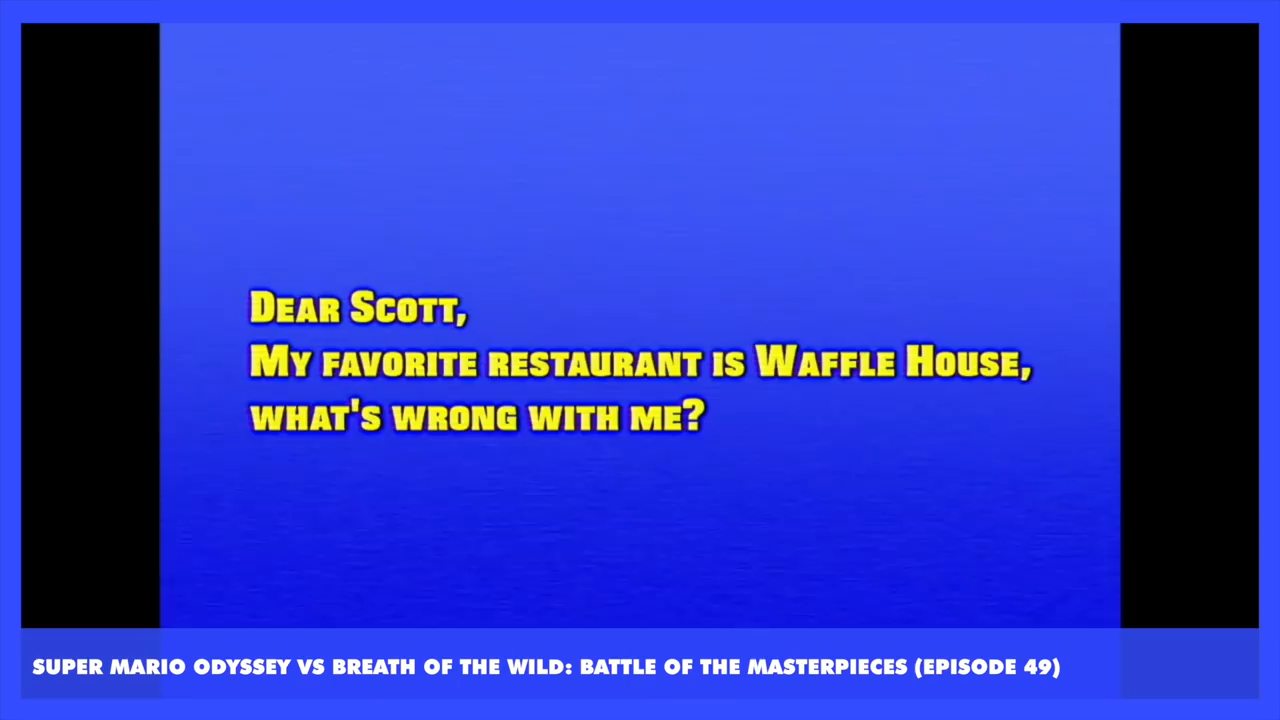 Dear Scott,
My favorite restaurant is Waffle House,
what's wrong with me?
SUPER MARIO ODYSSEY VS BREATH OF THE WILD: BATTLE OF THE MASTERPIECES (EPISODE 49)